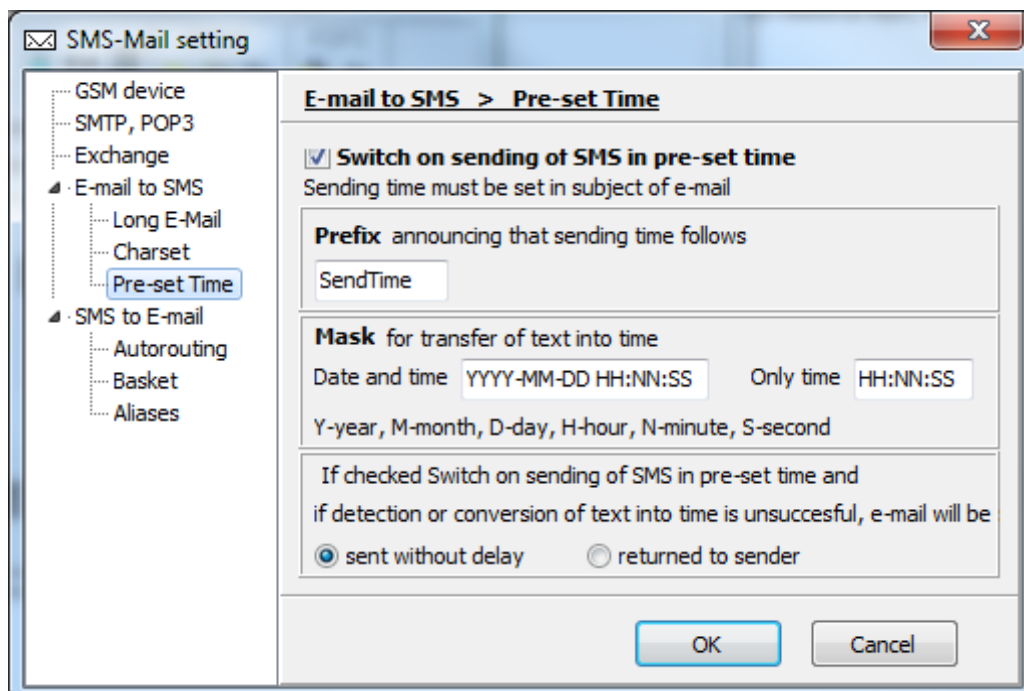 SMS-Mail setting
GSM device
SMTP, POP3
Exchange
E-mail to SMS
Long E-Mail
Charset
Pre-set Time
SMS to E-mail
Autorouting
Basket
Aliases
E-mail to SMS > Pre-set Time
Switch on sending of SMS in pre-set time
Sending time must be set in subject of e-mail
Prefix announcing that sending time follows
SendTime
Mask for transfer of text into time
Date and time YYYY-MM-DD HH:NN:SS Only time HH:NN:SS
Y-year, M-month, D-day, H-hour, N-minute, S-second
If checked Switch on sending of SMS in pre-set time and
if detection or conversion of text into time is unsuccesful, e-mail will be
sent without delay returned to sender
OK Cancel